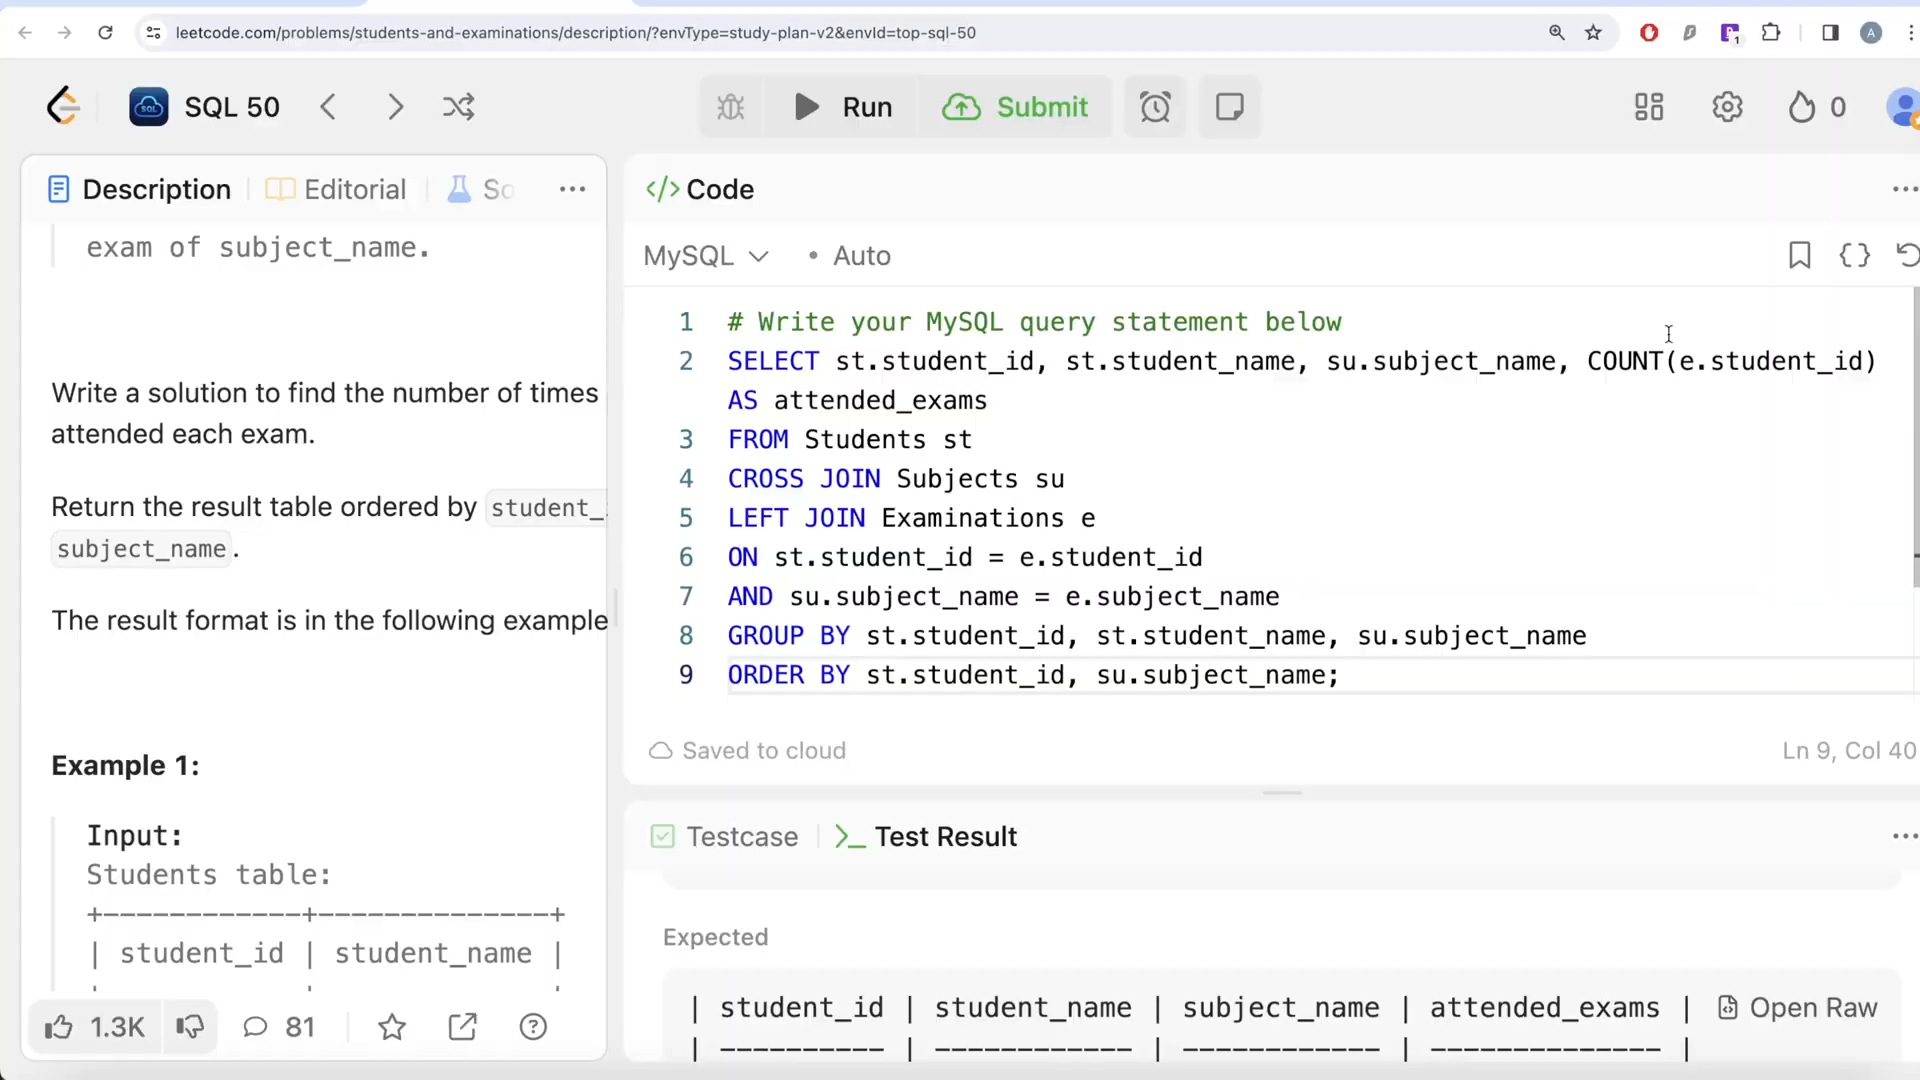 leetcode.com/problems/students-and-examinations/description/?envType=study-plan-v2&envId=top-sql-50
1
A
SQL
SQL 50
Run
Submit
0
Description
Editorial
So
exam of subject_name.
Write a solution to find the number of times
attended each exam.
Return the result table ordered by student_
subject_name.
The result format is in the following example
Example 1:
Input:
Students table:
+------------+--------------+
| student_id | student_name |
1.3K
81
</> Code
MySQL
• Auto
1 # Write your MySQL query statement below
2 SELECT st.student_id, st.student_name, su.subject_name, COUNT(e.student_id)
AS attended_exams
3 FROM Students st
4 CROSS JOIN Subjects su
5 LEFT JOIN Examinations e
6 ON st.student_id = e.student_id
7 AND su.subject_name = e.subject_name
8 GROUP BY st.student_id, st.student_name, su.subject_name
9 ORDER BY st.student_id, su.subject_name;
Saved to cloud
Ln 9, Col 40
Testcase
>_ Test Result
Expected
| student_id | student_name | subject_name | attended_exams |
Open Raw
| ---------- | ------------ | ------------ | -------------- |